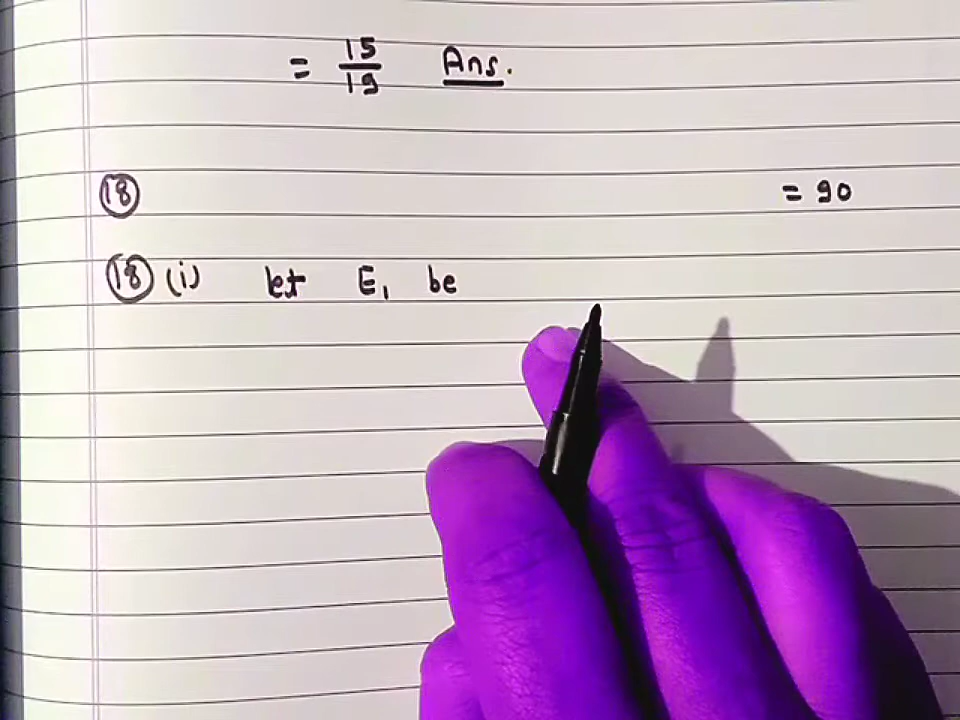 = 15/19 Ans.
18 = 90
18 (i) let E1 be